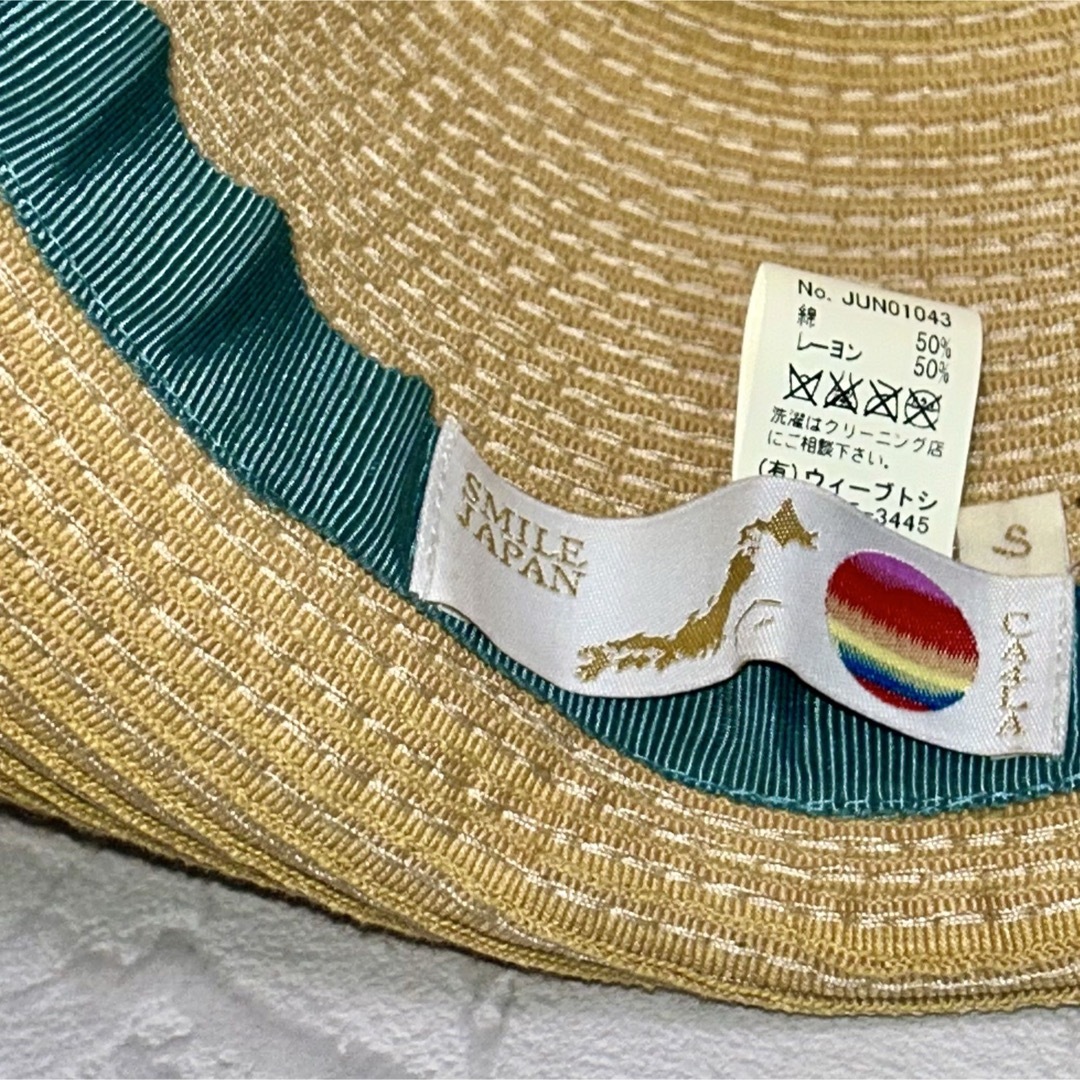 No. JUN01043
綿 50%
レーヨン 50%
洗濯はクリーニング店
にご相談下さい。
(有)ウィーブトシ
-3445
SMILE
JAPAN
S
CA4LA